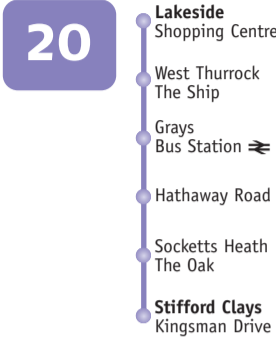 20
Lakeside
Shopping Centre
West Thurrock
The Ship
Grays
Bus Station
Hathaway Road
Socketts Heath
The Oak
Stifford Clays
Kingsman Drive